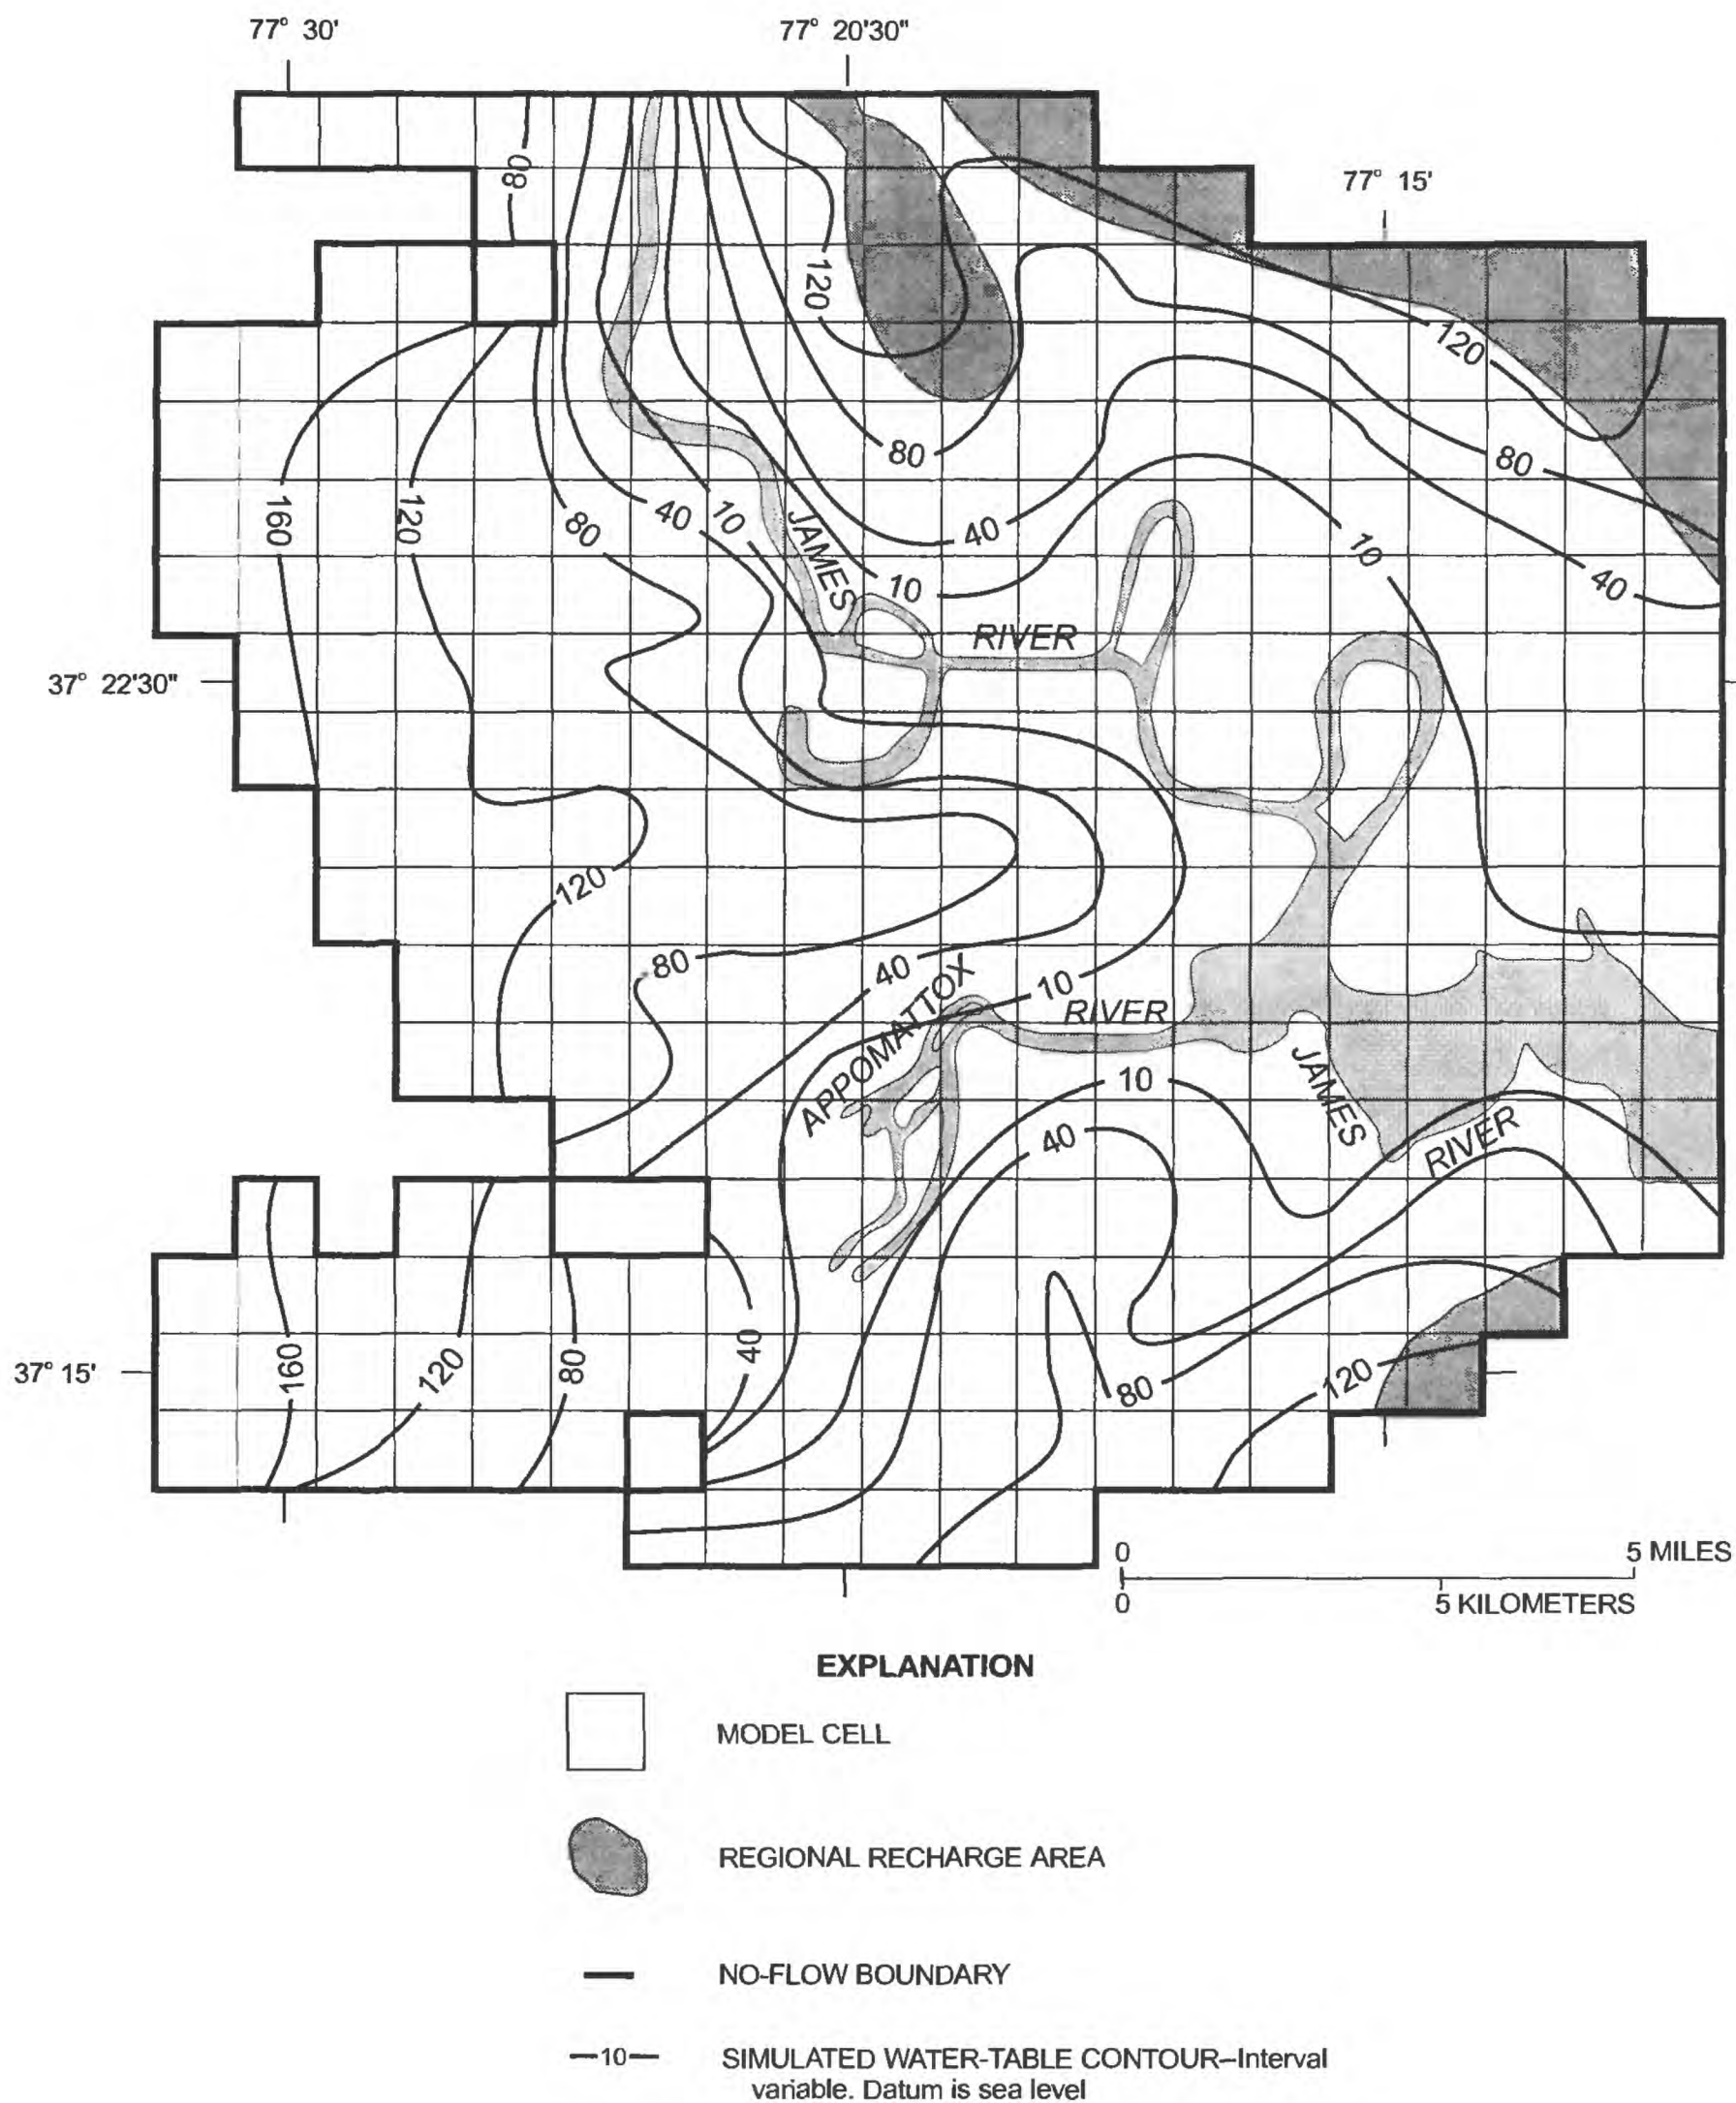 77° 30'
77° 20'30"
77° 15'
80
120
120
80
80
160
120
80
40
10
JAMES
40
10
10
40
RIVER
37° 22'30"
120
80
40
10
APPOMATTOX
RIVER
10
JAMES
RIVER
40
37° 15'
160
120
80
40
80
120
0
5 MILES
0
5 KILOMETERS
EXPLANATION
MODEL CELL
REGIONAL RECHARGE AREA
NO-FLOW BOUNDARY
10
SIMULATED WATER-TABLE CONTOUR–Interval
variable. Datum is sea level